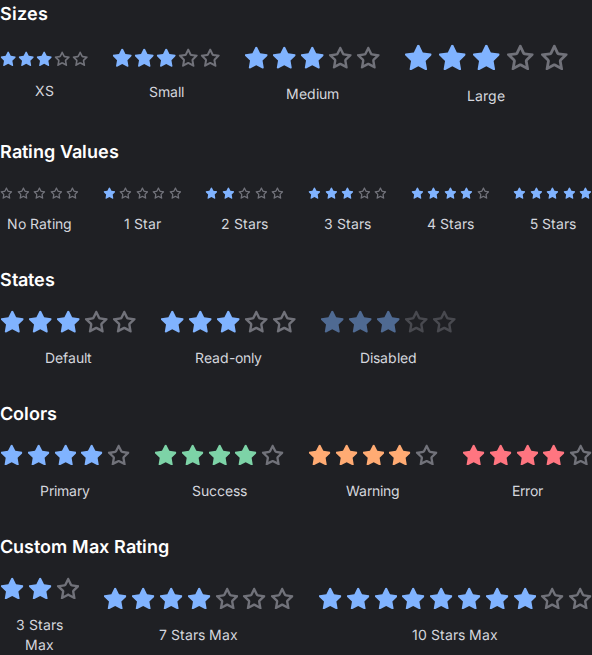 Sizes
XS
Small
Medium
Large
Rating Values
No Rating
1 Star
2 Stars
3 Stars
4 Stars
5 Stars
States
Default
Read-only
Disabled
Colors
Primary
Success
Warning
Error
Custom Max Rating
3 Stars
Max
7 Stars Max
10 Stars Max